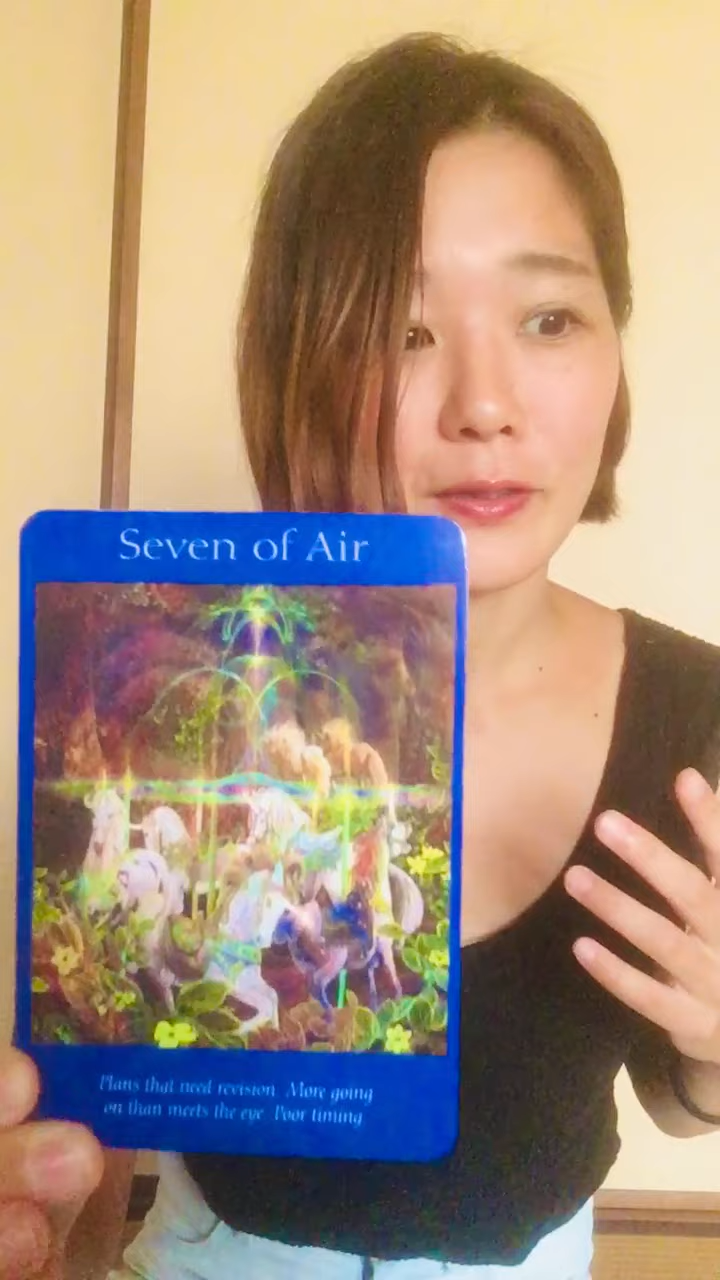 Seven of Air
Plans that need revision. More going
on than meets the eye. Poor timing